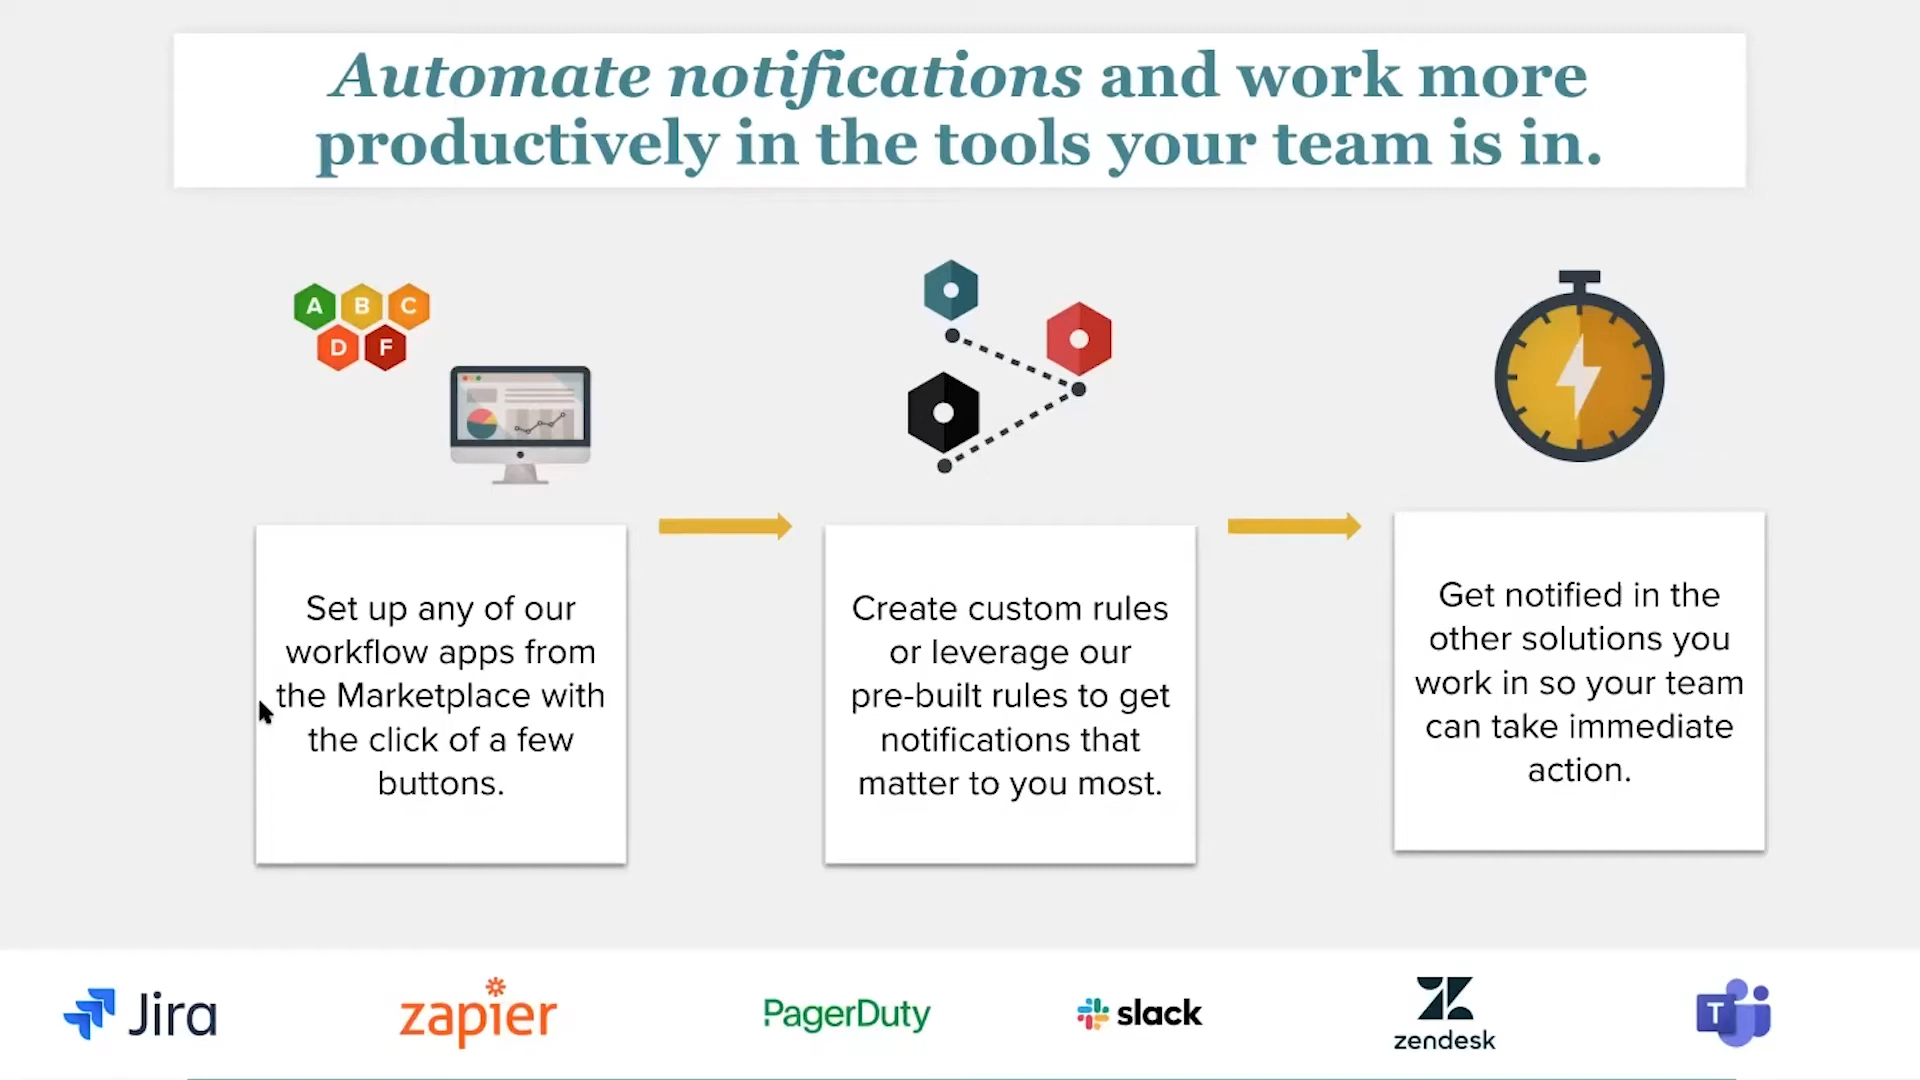 Automate notifications and work more
productively in the tools your team is in.
A B C
D F
Set up any of our
workflow apps from
the Marketplace with
the click of a few
buttons.
Create custom rules
or leverage our
pre-built rules to get
notifications that
matter to you most.
Get notified in the
other solutions you
work in so your team
can take immediate
action.
Jira
zapier
PagerDuty
slack
zendesk
T